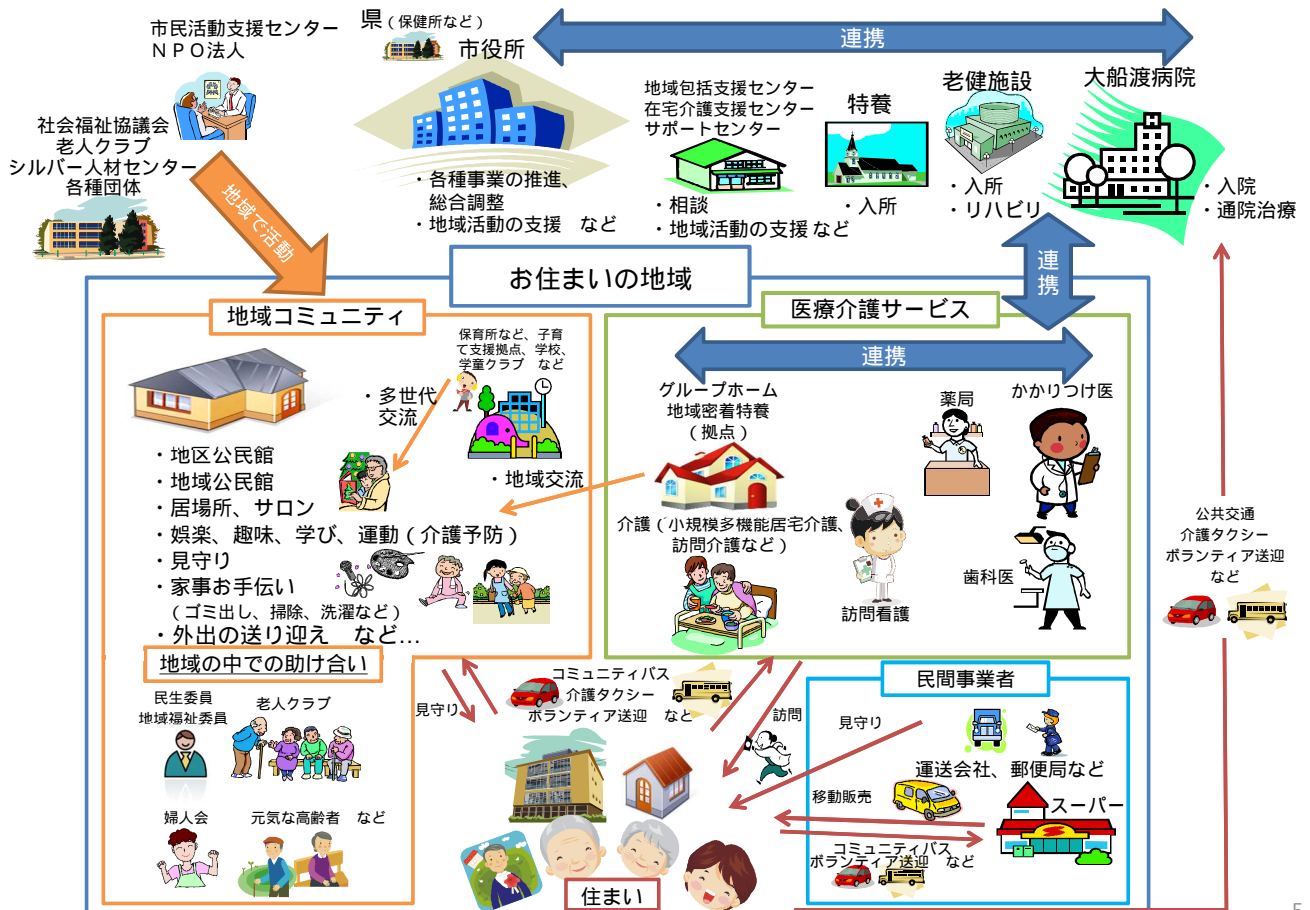 市民活動支援センター
NPO法人
県(保健所など)
市役所
連携
社会福祉協議会
老人クラブ
シルバー人材センター
各種団体
地域で活動
・各種事業の推進、
総合調整
・地域活動の支援 など
地域包括支援センター
在宅介護支援センター
サポートセンター
・相談
・地域活動の支援 など
特養
・入所
老健施設
・入所
・リハビリ
大船渡病院
・入院
・通院治療
連携
お住まいの地域
地域コミュニティ
保育所など、子育
て支援拠点、学校、
学童クラブ など
・多世代
交流
・地域交流
・地区公民館
・地域公民館
・居場所、サロン
・娯楽、趣味、学び、運動(介護予防)
・見守り
・家事お手伝い
(ゴミ出し、掃除、洗濯など)
・外出の送り迎え など…
地域の中での助け合い
民生委員
地域福祉委員
老人クラブ
婦人会
元気な高齢者 など
医療介護サービス
連携
グループホーム
地域密着特養
(拠点)
介護(小規模多機能居宅介護、
訪問介護など)
薬局
かかりつけ医
訪問看護
歯科医
公共交通
介護タクシー
ボランティア送迎
など
見守り
コミュニティバス
介護タクシー
ボランティア送迎 など
訪問
住まい
民間事業者
見守り
運送会社、郵便局など
移動販売
スーパー
コミュニティバス
ボランティア送迎 など
5